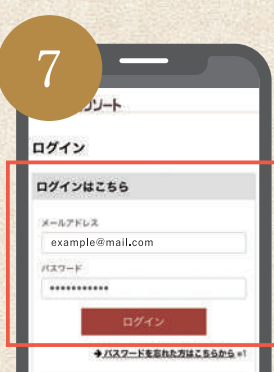 7
リゾート
ログイン
ログインはこちら
メールアドレス
example@mail.com
パスワード
•••••••••••
ログイン
➔パスワードを忘れた方はこちらから *1